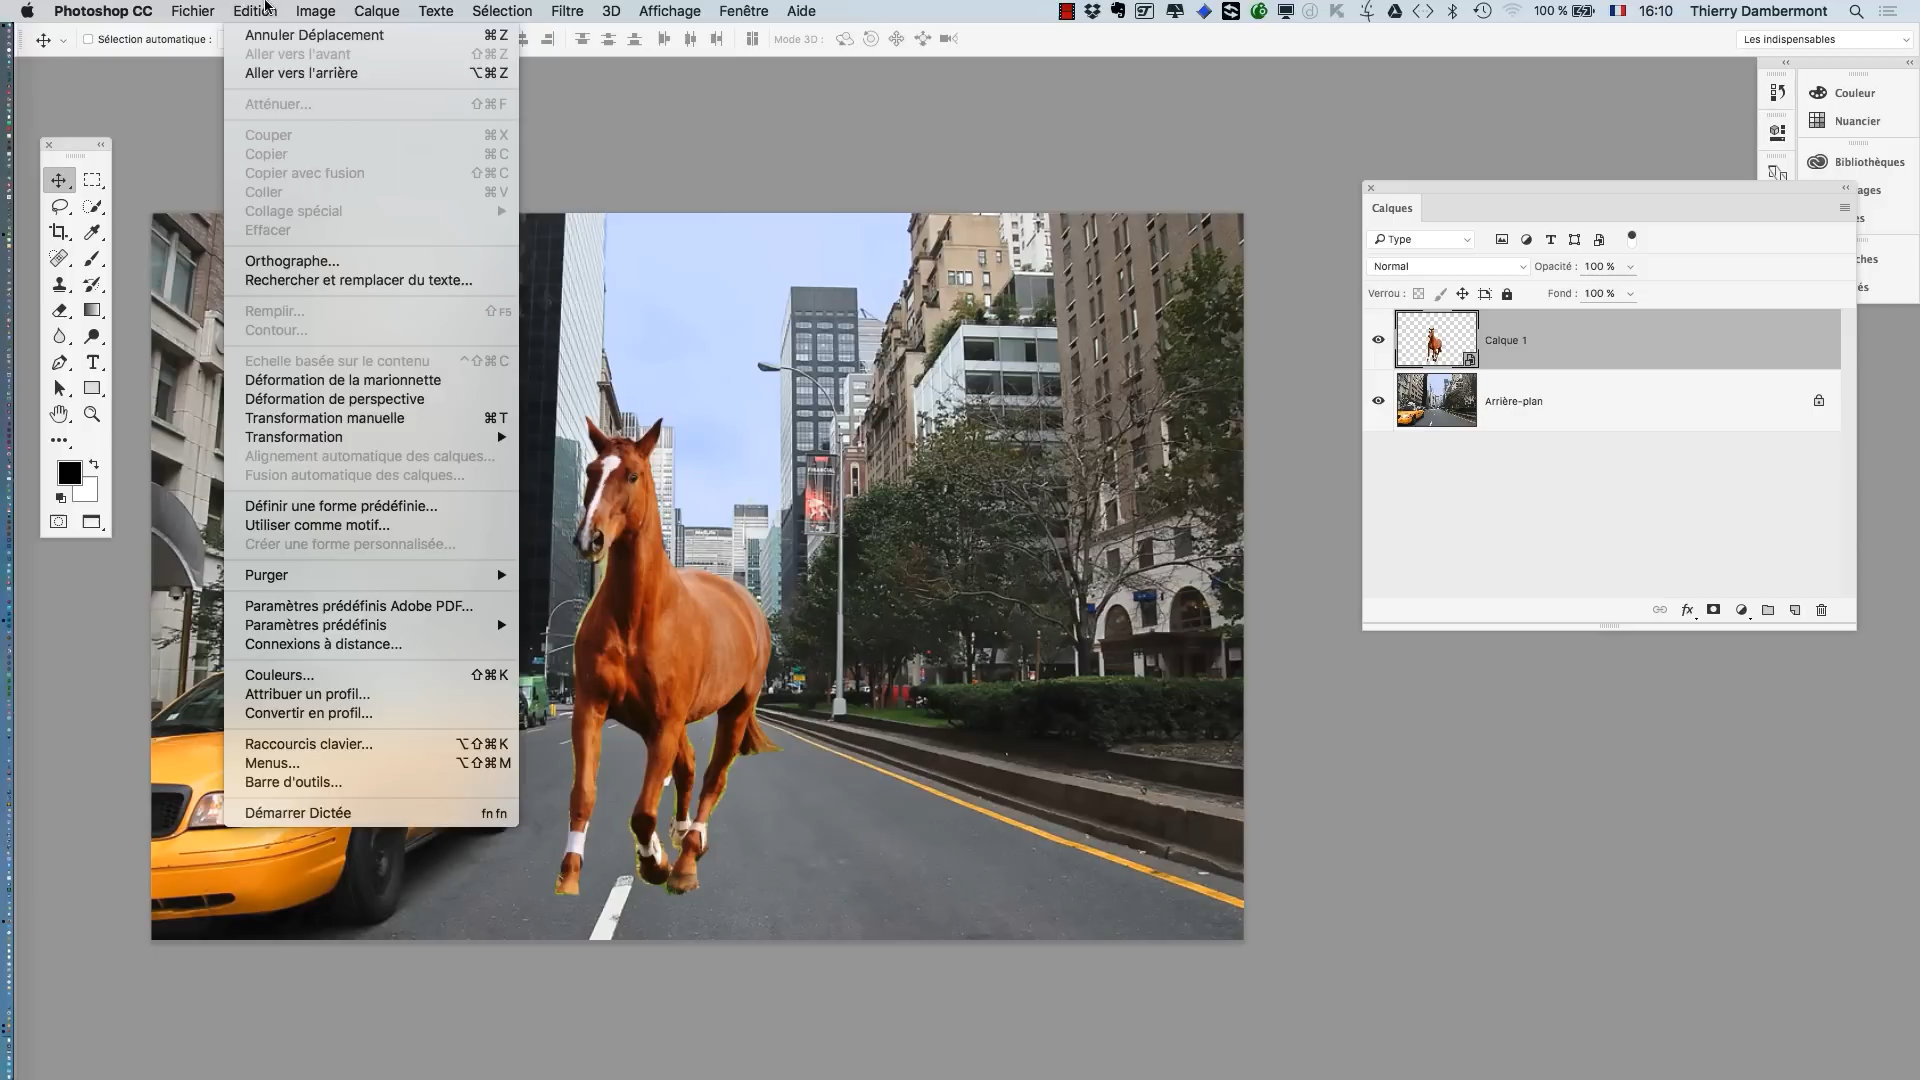 Photoshop CC Fichier Edition Image Calque Texte Sélection Filtre 3D Affichage Fenêtre Aide 100 % 16:10 Thierry Dambermont
Sélection automatique : Mode 3D : Les indispensables
Annuler Déplacement ⌘Z
Aller vers l'avant ⇧⌘Z
Aller vers l'arrière ⌥⌘Z
Atténuer... ⇧⌘F
Couper ⌘X
Copier ⌘C
Copier avec fusion ⇧⌘C
Coller ⌘V
Collage spécial
Effacer
Orthographe...
Rechercher et remplacer du texte...
Remplir... ⇧F5
Contour...
Echelle basée sur le contenu ^⇧⌘C
Déformation de la marionnette
Déformation de perspective
Transformation manuelle ⌘T
Transformation
Alignement automatique des calques...
Fusion automatique des calques...
Définir une forme prédéfinie...
Utiliser comme motif...
Créer une forme personnalisée...
Purger
Paramètres prédéfinis Adobe PDF...
Paramètres prédéfinis
Connexions à distance...
Couleurs... ⇧⌘K
Attribuer un profil...
Convertir en profil...
Raccourcis clavier... ⌥⇧⌘K
Menus... ⌥⇧⌘M
Barre d'outils...
Démarrer Dictée fn fn
FINANCIAL
Couleur
Nuancier
Bibliothèques
ages
es
ches
és
Calques
Type
Normal Opacité : 100 %
Verrou : Fond : 100 %
Calque 1
Arrière-plan
fx